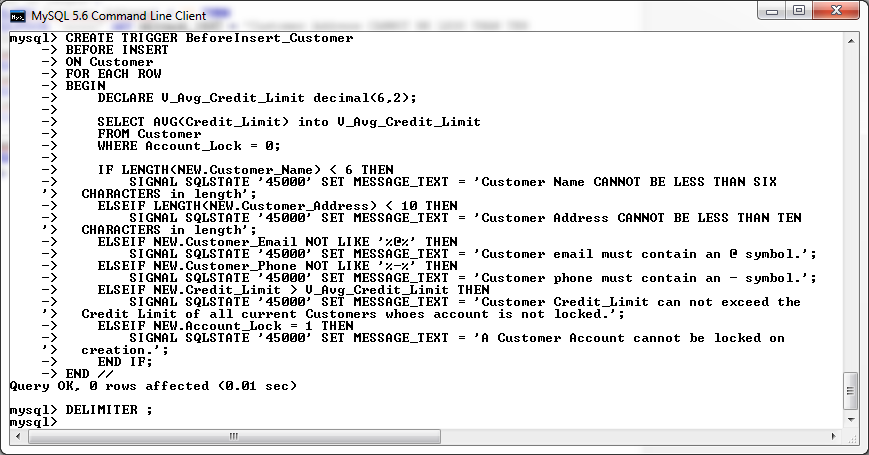 MySQL 5.6 Command Line Client
mysql> CREATE TRIGGER BeforeInsert_Customer
    -> BEFORE INSERT
    -> ON Customer
    -> FOR EACH ROW
    -> BEGIN
    ->     DECLARE V_Avg_Credit_Limit decimal(6,2);
    ->
    ->     SELECT AVG(Credit_Limit) into V_Avg_Credit_Limit
    ->     FROM Customer
    ->     WHERE Account_Lock = 0;
    ->
    ->     IF LENGTH(NEW.Customer_Name) < 6 THEN
    ->         SIGNAL SQLSTATE '45000' SET MESSAGE_TEXT = 'Customer Name CANNOT BE LESS THAN SIX
    '>   CHARACTERS in length';
    ->     ELSEIF LENGTH(NEW.Customer_Address) < 10 THEN
    ->         SIGNAL SQLSTATE '45000' SET MESSAGE_TEXT = 'Customer Address CANNOT BE LESS THAN TEN
    '>   CHARACTERS in length';
    ->     ELSEIF NEW.Customer_Email NOT LIKE '%@%' THEN
    ->         SIGNAL SQLSTATE '45000' SET MESSAGE_TEXT = 'Customer email must contain an @ symbol.';
    ->     ELSEIF NEW.Customer_Phone NOT LIKE '%-%' THEN
    ->         SIGNAL SQLSTATE '45000' SET MESSAGE_TEXT = 'Customer phone must contain an - symbol.';
    ->     ELSEIF NEW.Credit_Limit > V_Avg_Credit_Limit THEN
    ->         SIGNAL SQLSTATE '45000' SET MESSAGE_TEXT = 'Customer Credit_Limit can not exceed the
    '>   Credit Limit of all current Customers whoes account is not locked.';
    ->     ELSEIF NEW.Account_Lock = 1 THEN
    ->         SIGNAL SQLSTATE '45000' SET MESSAGE_TEXT = 'A Customer Account cannot be locked on
    '>   creation.';
    ->     END IF;
    -> END //
Query OK, 0 rows affected (0.01 sec)
mysql> DELIMITER ;
mysql>